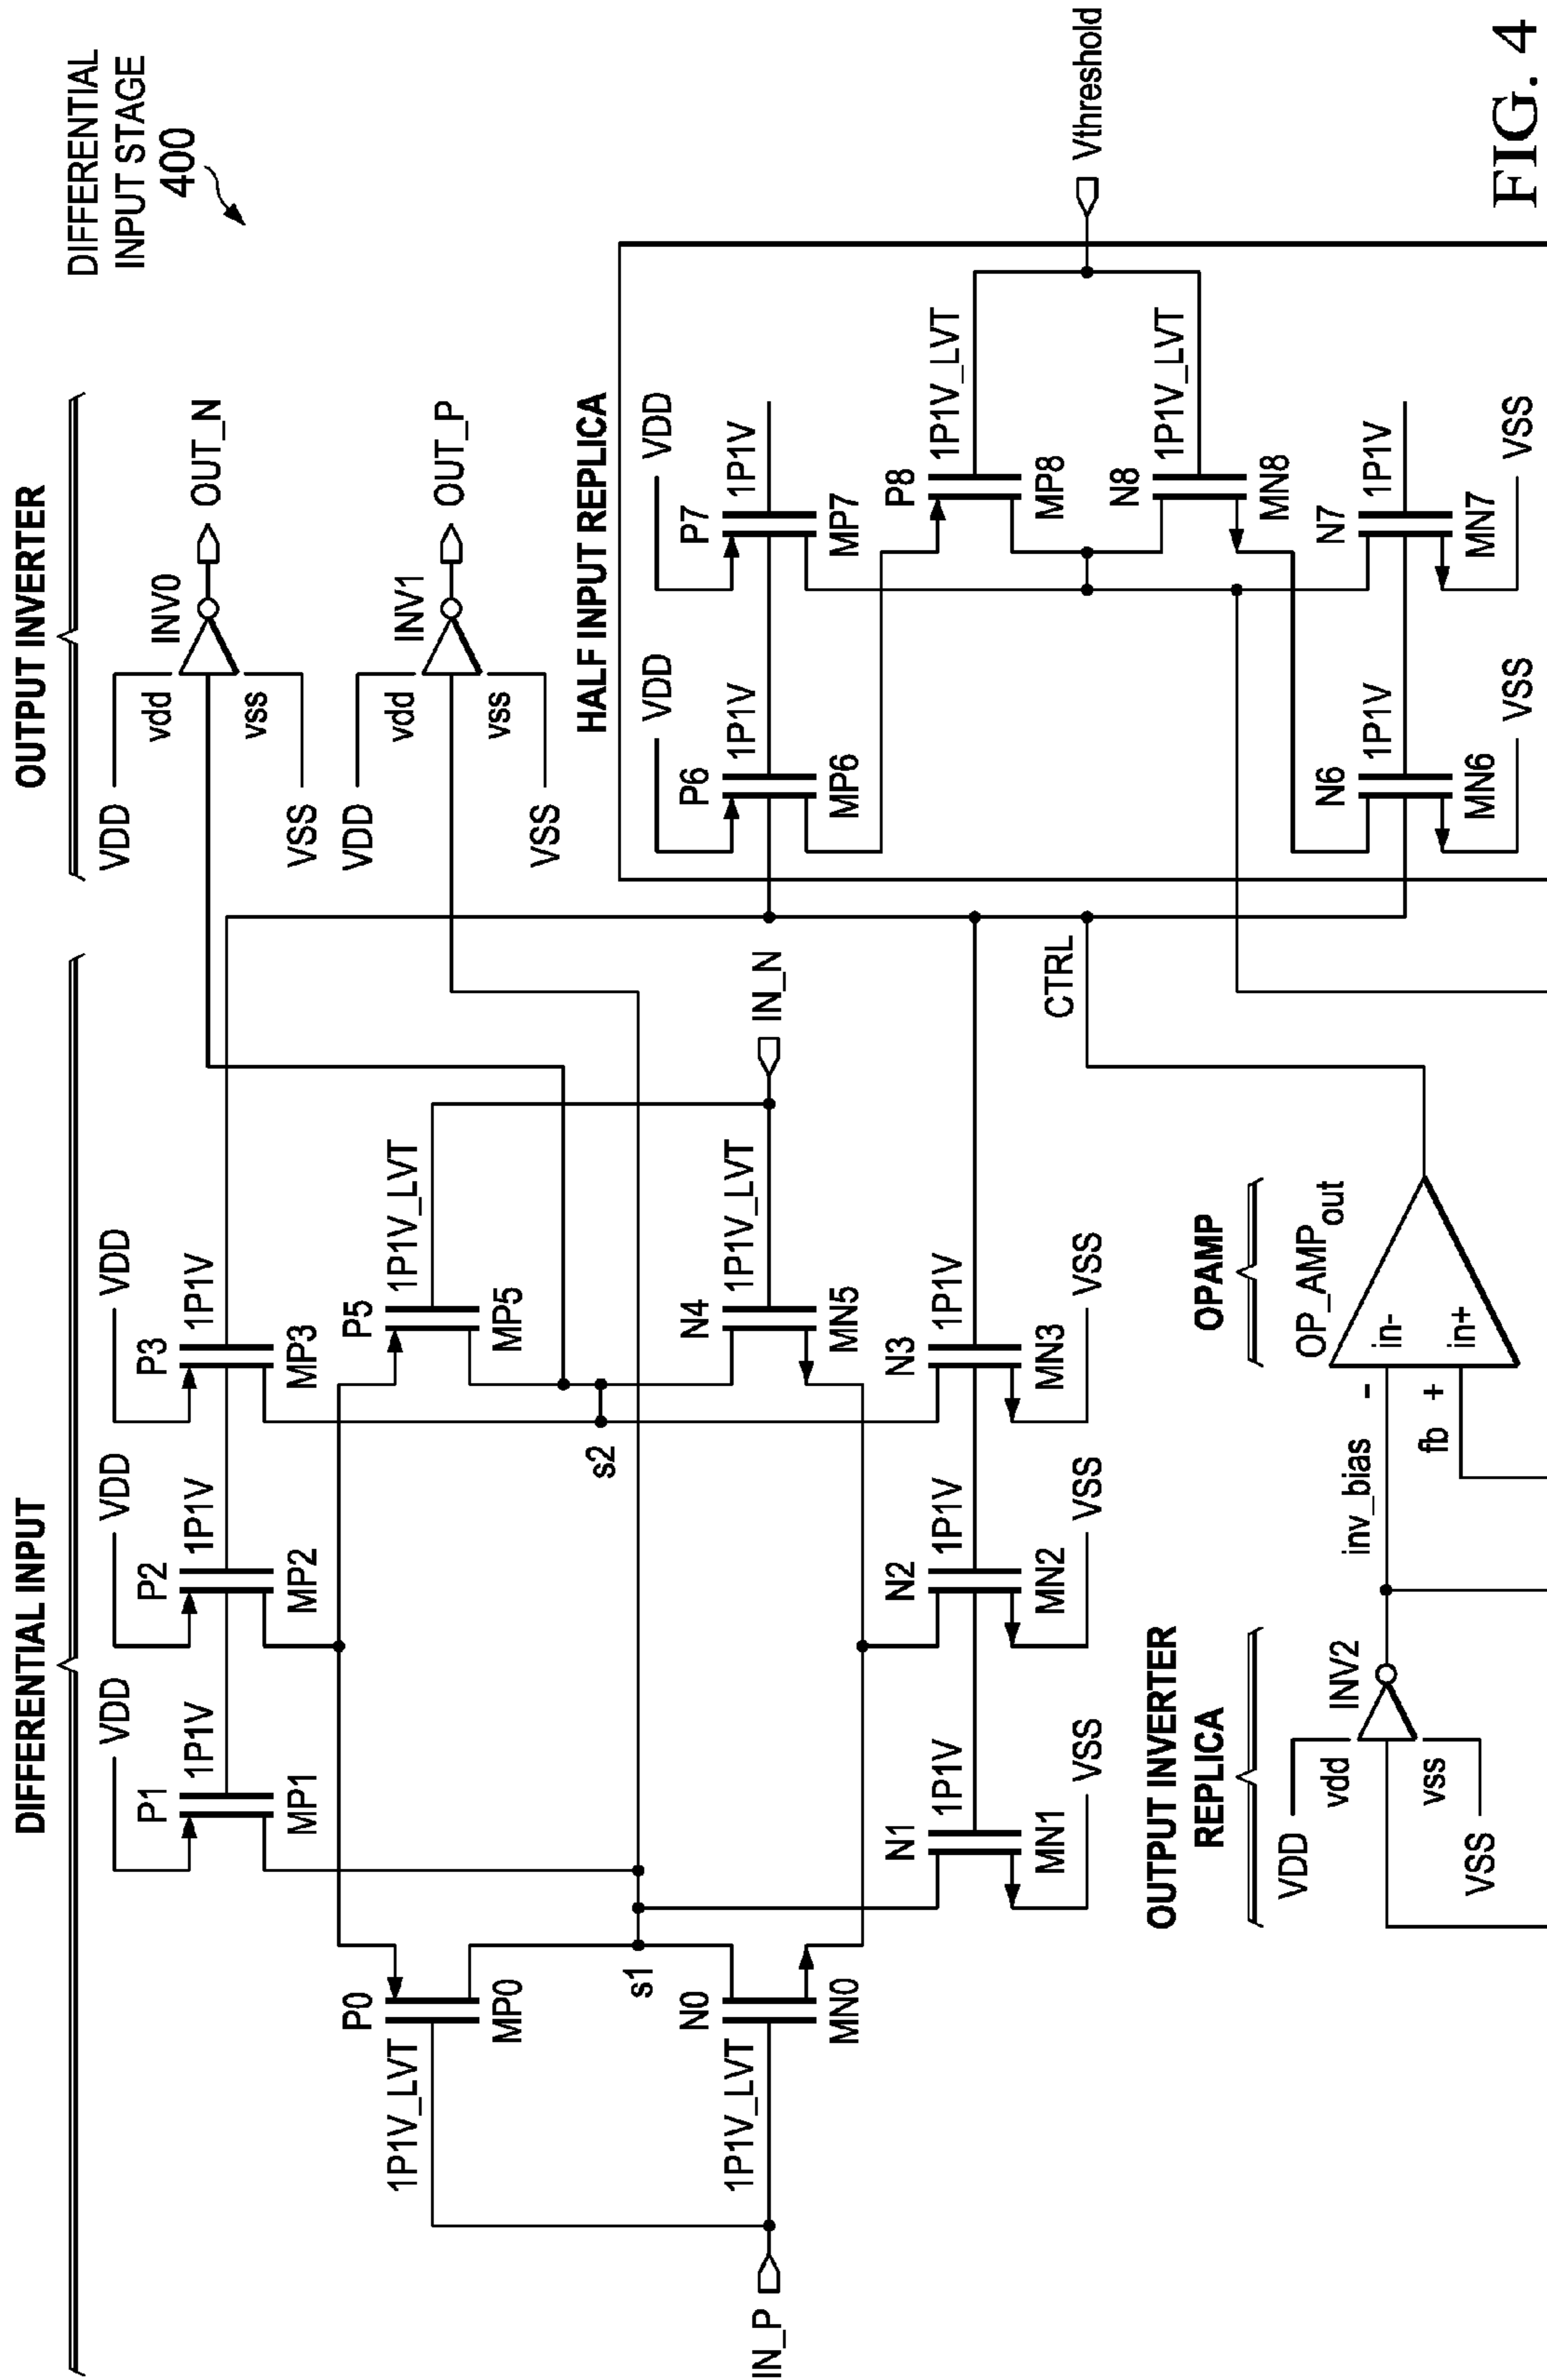 DIFFERENTIAL
INPUT STAGE
400
DIFFERENTIAL INPUT
OUTPUT INVERTER
VDD
P1
1P1V
MP1
VDD
P2
1P1V
MP2
VDD
P3
1P1V
MP3
VDD
vdd
INV0
OUT_N
vss
VSS
VDD
vdd
INV1
OUT_P
vss
VSS
P0
1P1V_LVT
MP0
P5
1P1V_LVT
MP5
s1
s2
N0
1P1V_LVT
MN0
N4
1P1V_LVT
MN5
IN_P
IN_N
N1
1P1V
MN1
VSS
N2
1P1V
MN2
VSS
N3
1P1V
MN3
VSS
CTRL
HALF INPUT REPLICA
VDD
P6
1P1V
MP6
VDD
P7
1P1V
MP7
P8
1P1V_LVT
MP8
N8
1P1V_LVT
MN8
Vthreshold
N6
1P1V
MN6
VSS
N7
1P1V
MN7
VSS
OUTPUT INVERTER
REPLICA
VDD
vdd
INV2
vss
VSS
inv_bias
fb
-
+
OPAMP
OP_AMP
out
in-
in+
FIG. 4